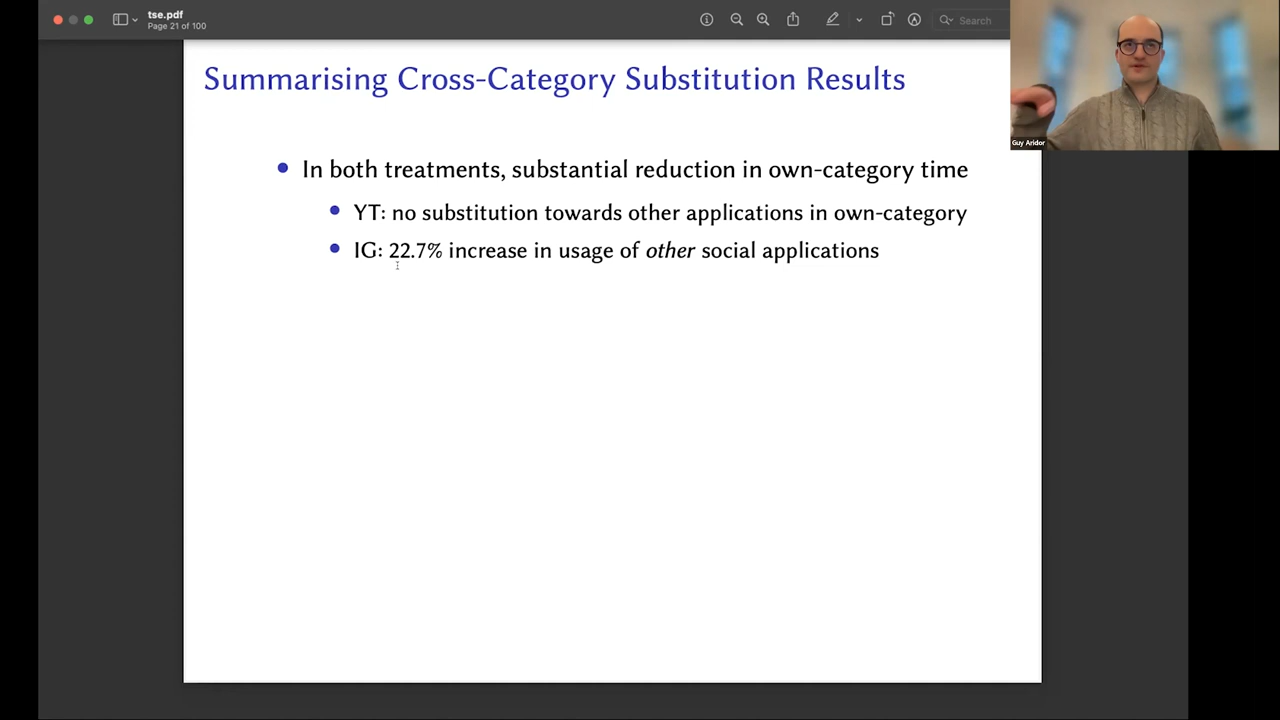 tse.pdf
Page 21 of 100
Search
Guy Aridor
Summarising Cross-Category Substitution Results
In both treatments, substantial reduction in own-category time
YT: no substitution towards other applications in own-category
IG: 22.7% increase in usage of other social applications